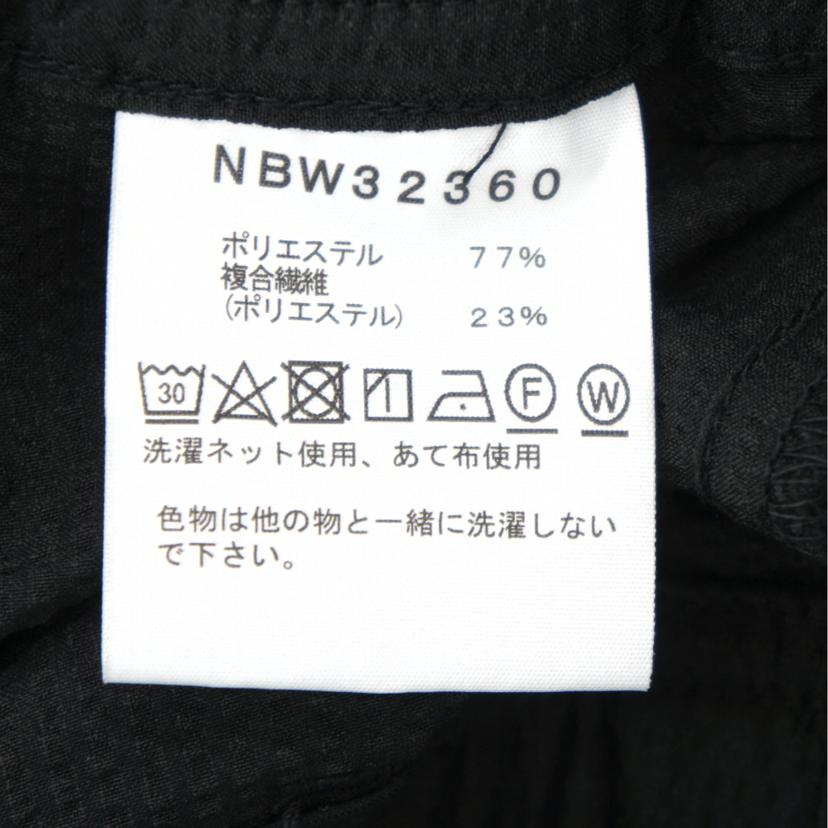 NBW32360
ポリエステル 77%
複合繊維
(ポリエステル) 23%
30 F W
洗濯ネット使用、あて布使用
色物は他の物と一緒に洗濯しない
で下さい。